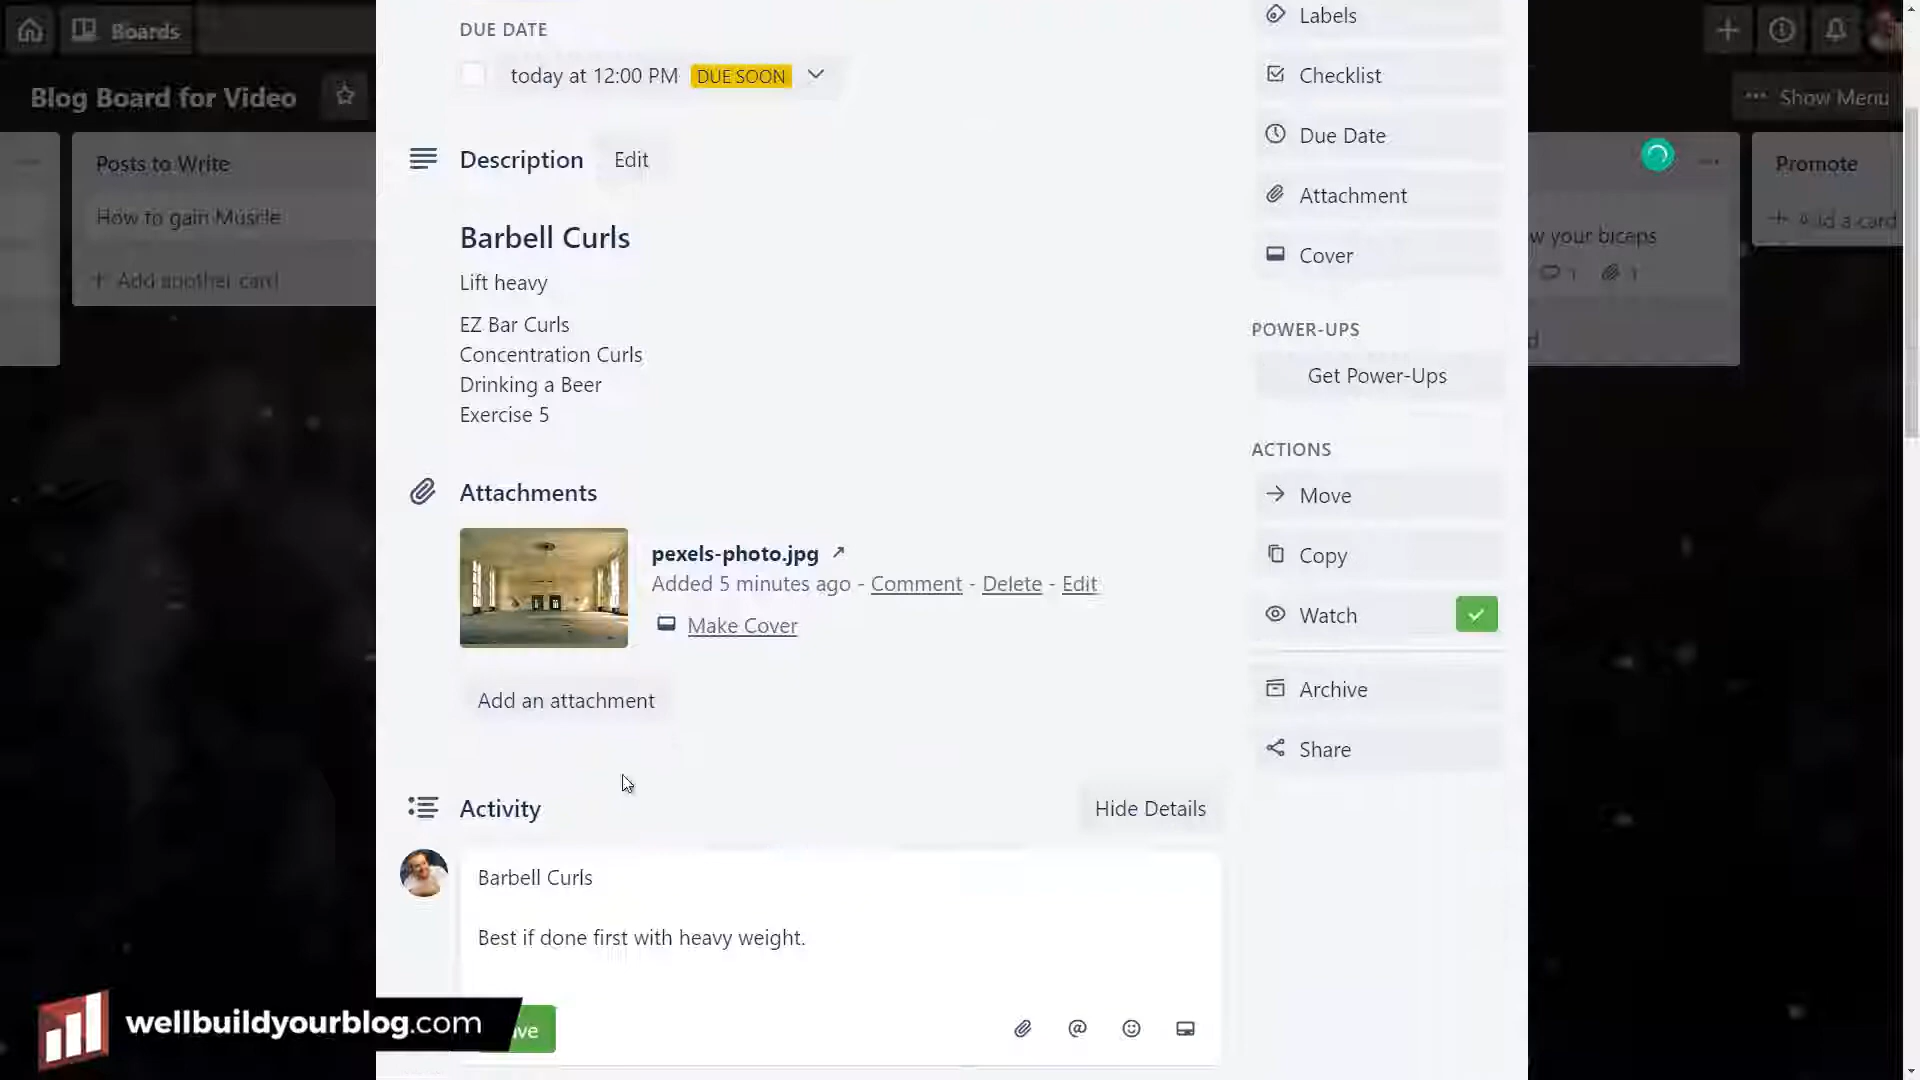 Boards
Blog Board for Video
Show Menu
Posts to Write
How to gain Muscle
+ Add another card
DUE DATE
today at 12:00 PM DUE SOON
Description Edit
Barbell Curls
Lift heavy
EZ Bar Curls
Concentration Curls
Drinking a Beer
Exercise 5
Attachments
pexels-photo.jpg
Added 5 minutes ago - Comment - Delete - Edit
Make Cover
Add an attachment
Activity
Hide Details
Barbell Curls
Best if done first with heavy weight.
Labels
Checklist
Due Date
Attachment
Cover
POWER-UPS
Get Power-Ups
ACTIONS
Move
Copy
Watch
Archive
Share
your biceps
1 1
Promote
+ Add a card
wellbuildyourblog.com